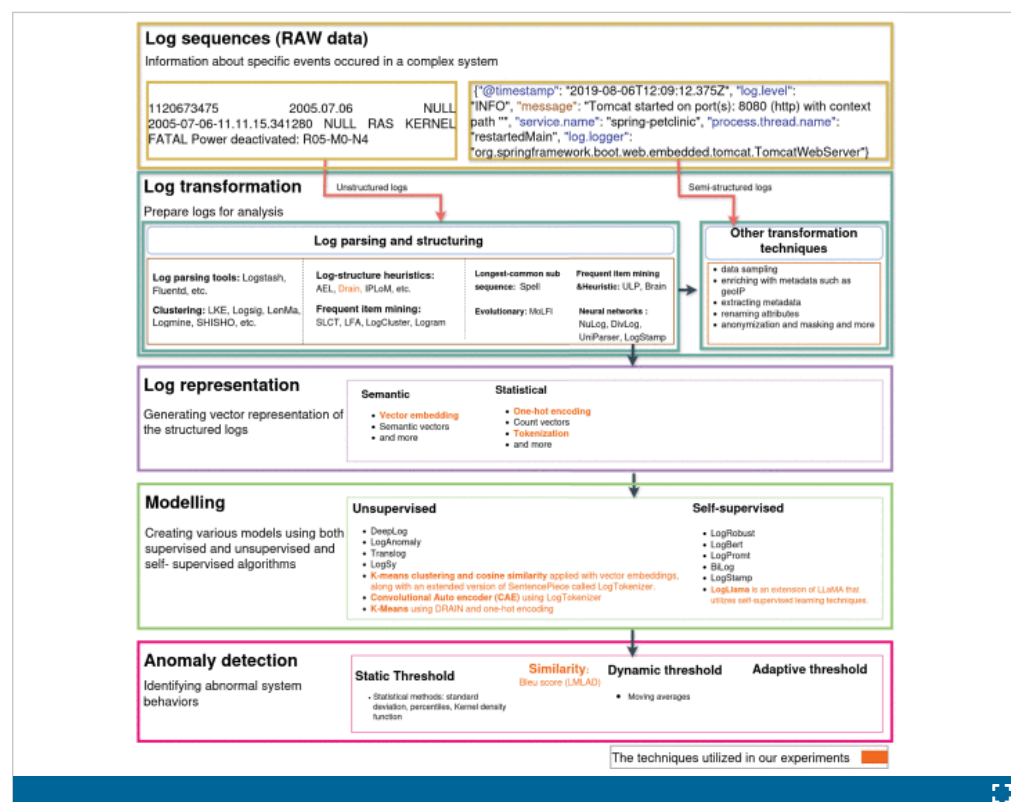 Log sequences (RAW data)
Information about specific events occured in a complex system
1120673475 2005.07.06 NULL
2005-07-06-11.11.15.341280 NULL RAS KERNEL
FATAL Power deactivated: R05-M0-N4
{"@timestamp": "2019-08-06T12:09:12.375Z", "log.level":
"INFO", "message": "Tomcat started on port(s): 8080 (http) with context
path "", "service.name": "spring-petclinic", "process.thread.name":
"restartedMain", "log.logger":
"org.springframework.boot.web.embedded.tomcat.TomcatWebServer"}
Log transformation
Unstructured logs
Semi-structured logs
Prepare logs for analysis
Log parsing and structuring
Log parsing tools: Logstash,
Fluentd, etc.
Clustering: LKE, Logsig, LenMa,
Logmine, SHISHO, etc.
Log-structure heuristics:
AEL, Drain, IPLoM, etc.
Frequent item mining:
SLCT, LFA, LogCluster, Logram
Longest-common sub
sequence: Spell
Evolutionary: MoLFI
Frequent item mining
&Heuristic: ULP, Brain
Neural networks :
NuLog, DivLog,
UniParser, LogStamp
Other transformation
techniques
• data sampling
• enriching with metadata such as
geoIP
• extracting metadata
• renaming attributes
• anonymization and masking and more
Log representation
Generating vector representation of
the structured logs
Semantic
• Vector embedding
• Semantic vectors
• and more
Statistical
• One-hot encoding
• Count vectors
• Tokenization
• and more
Modelling
Creating various models using both
supervised and unsupervised and
self- supervised algorithms
Unsupervised
• DeepLog
• LogAnomaly
• Translog
• LogSy
• K-means clustering and cosine similarity applied with vector embeddings,
along with an extended version of SentencePiece called LogTokenizer.
• Convolutional Auto encoder (CAE) using LogTokenizer
• K-Means using DRAIN and one-hot encoding
Self-supervised
• LogRobust
• LogBert
• LogPromt
• BiLog
• LogStamp
• LogLlama is an extension of LLaMA that
utilizes self-supervised learning techniques.
Anomaly detection
Identifying abnormal system
behaviors
Static Threshold
• Statistical methods: standard
deviation, percentiles, Kernel density
function
Similarity:
Bleu score (LMLAD)
Dynamic threshold
• Moving averages
Adaptive threshold
The techniques utilized in our experiments